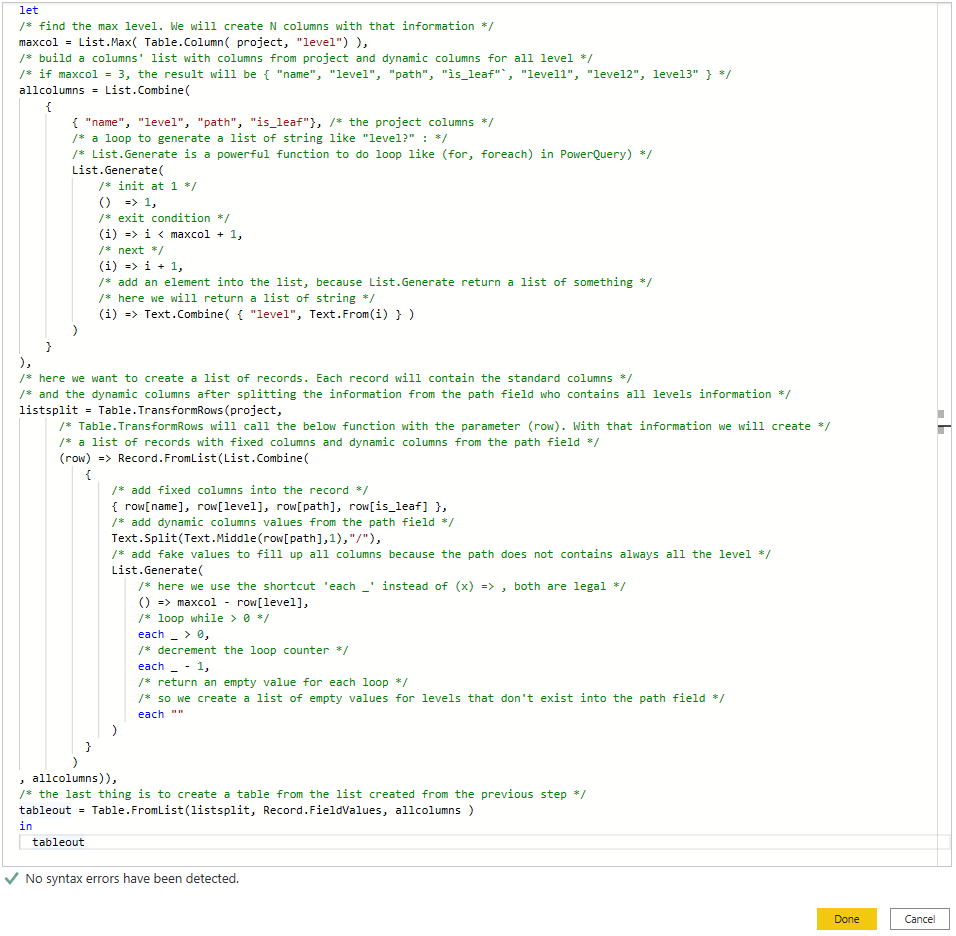 let
/* find the max level. We will create N columns with that information */
maxcol = List.Max( Table.Column( project, "level") ),
/* build a columns' list with columns from project and dynamic columns for all level */
/* if maxcol = 3, the result will be { "name", "level", "path", "ìs_leaf"`, "level1", "level2", level3" } */
allcolumns = List.Combine(
{
{ "name", "level", "path", "is_leaf"}, /* the project columns */
/* a loop to generate a list of string like "level?" : */
/* List.Generate is a powerful function to do loop like (for, foreach) in PowerQuery) */
List.Generate(
/* init at 1 */
()  => 1,
/* exit condition */
(i) => i < maxcol + 1,
/* next */
(i) => i + 1,
/* add an element into the list, because List.Generate return a list of something */
/* here we will return a list of string */
(i) => Text.Combine( { "level", Text.From(i) } )
)
}
),
/* here we want to create a list of records. Each record will contain the standard columns */
/* and the dynamic columns after splitting the information from the path field who contains all levels information */
listsplit = Table.TransformRows(project,
/* Table.TransformRows will call the below function with the parameter (row). With that information we will create */
/* a list of records with fixed columns and dynamic columns from the path field */
(row) => Record.FromList(List.Combine(
{
/* add fixed columns into the record */
{ row[name], row[level], row[path], row[is_leaf] },
/* add dynamic columns values from the path field */
Text.Split(Text.Middle(row[path],1),"/"),
/* add fake values to fill up all columns because the path does not contains always all the level */
List.Generate(
/* here we use the shortcut 'each _' instead of (x) => , both are legal */
() => maxcol - row[level],
/* loop while > 0 */
each _ > 0,
/* decrement the loop counter */
each _ - 1,
/* return an empty value for each loop */
/* so we create a list of empty values for levels that don't exist into the path field */
each ""
)
}
)
, allcolumns)),
/* the last thing is to create a table from the list created from the previous step */
tableout = Table.FromList(listsplit, Record.FieldValues, allcolumns )
in
tableout
No syntax errors have been detected.
Done Cancel